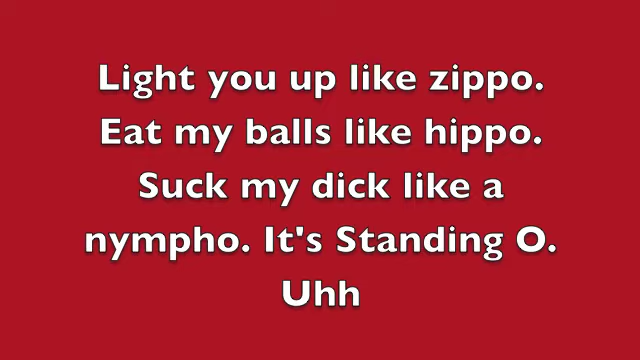 Light you up like zippo.
Eat my balls like hippo.
Suck my dick like a
nympho. It's Standing O.
Uhh